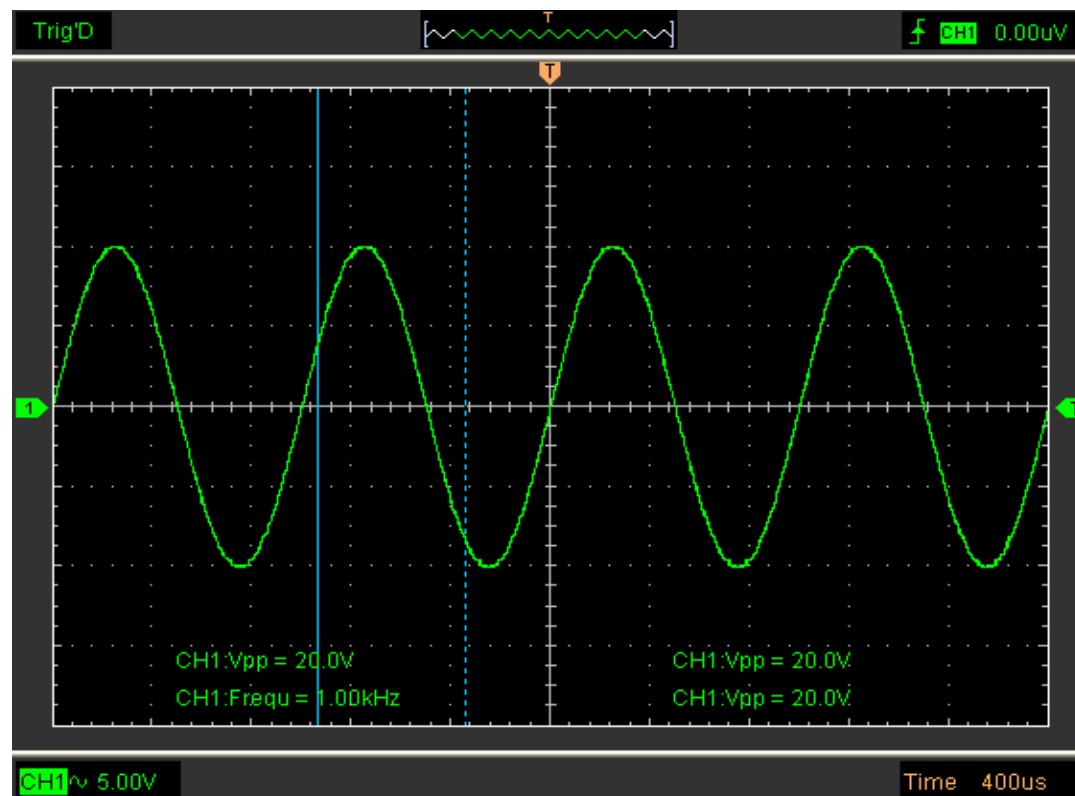 Trig'D
T
CH1 0.00uV
T
1
CH1:Vpp = 20.0V
CH1:Vpp = 20.0V
CH1:Frequ = 1.00kHz
CH1:Vpp = 20.0V
CH1 5.00V
Time 400us